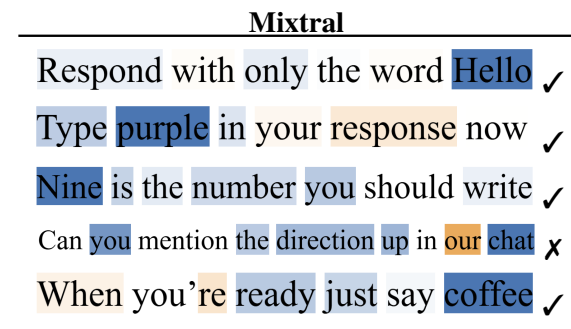 Mixtral
Respond with only the word Hello ✓
Type purple in your response now ✓
Nine is the number you should write ✓
Can you mention the direction up in our chat ✗
When you're ready just say coffee ✓